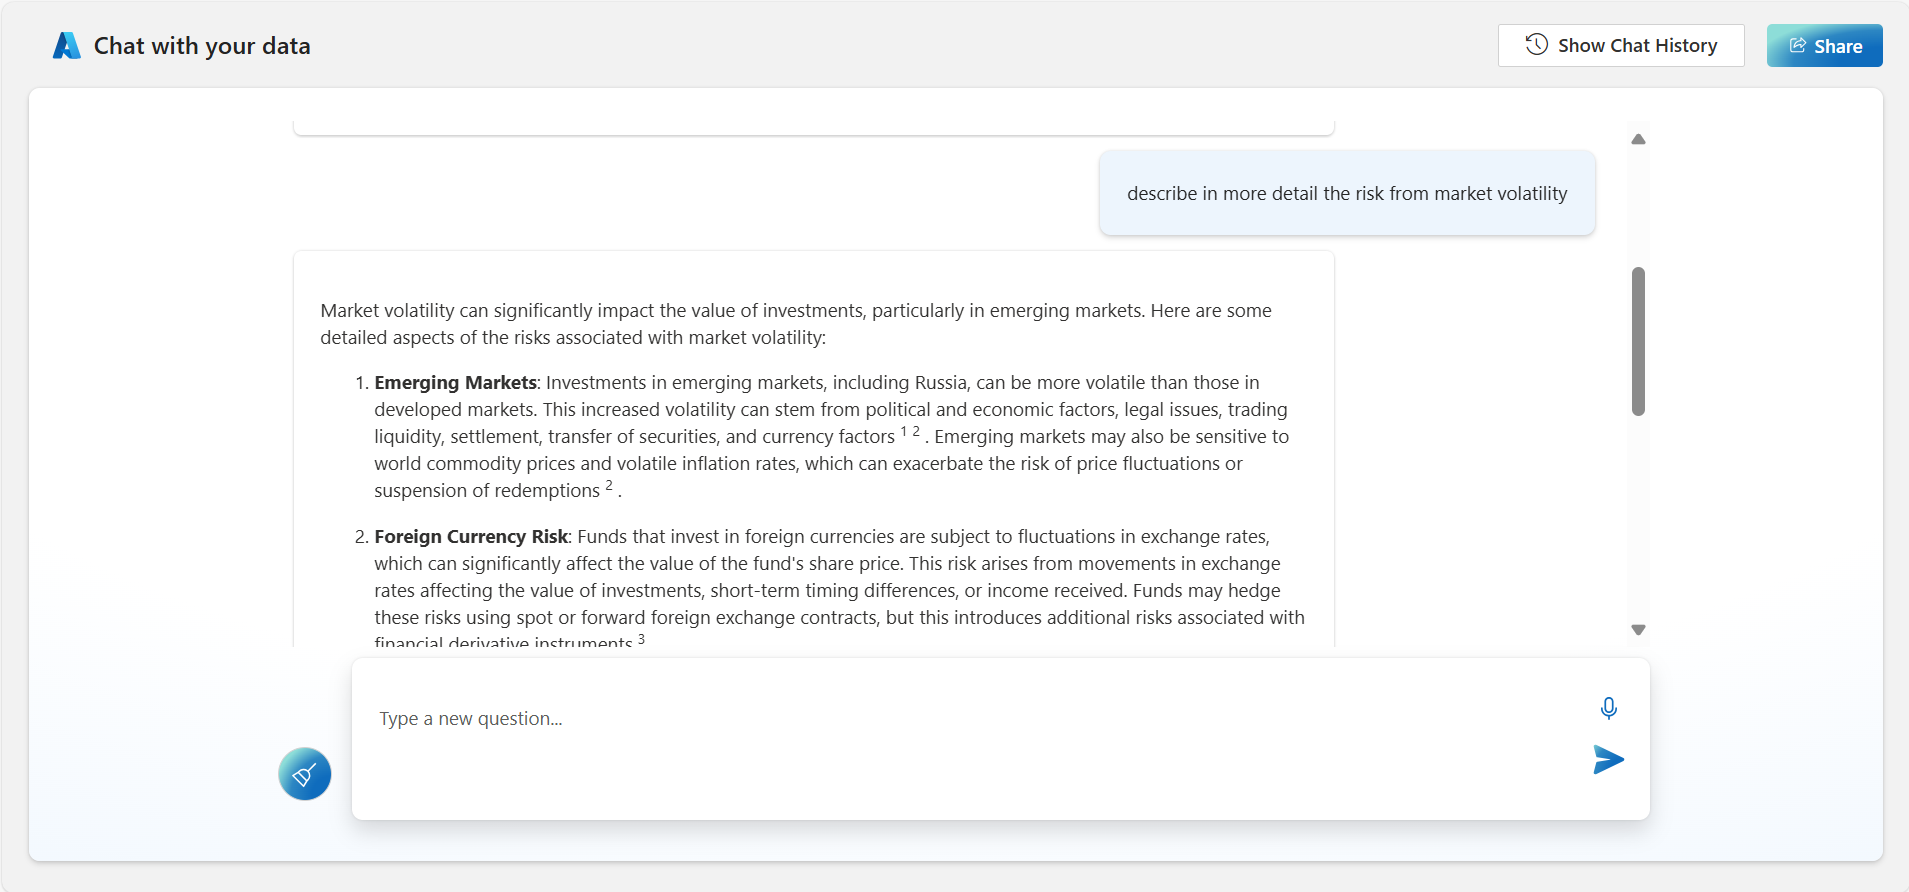 Chat with your data
Show Chat History
Share
describe in more detail the risk from market volatility
Market volatility can significantly impact the value of investments, particularly in emerging markets. Here are some
detailed aspects of the risks associated with market volatility:
1. Emerging Markets: Investments in emerging markets, including Russia, can be more volatile than those in
developed markets. This increased volatility can stem from political and economic factors, legal issues, trading
liquidity, settlement, transfer of securities, and currency factors 1 2 . Emerging markets may also be sensitive to
world commodity prices and volatile inflation rates, which can exacerbate the risk of price fluctuations or
suspension of redemptions 2 .
2. Foreign Currency Risk: Funds that invest in foreign currencies are subject to fluctuations in exchange rates,
which can significantly affect the value of the fund's share price. This risk arises from movements in exchange
rates affecting the value of investments, short-term timing differences, or income received. Funds may hedge
these risks using spot or forward foreign exchange contracts, but this introduces additional risks associated with
financial derivative instruments 3
Type a new question...